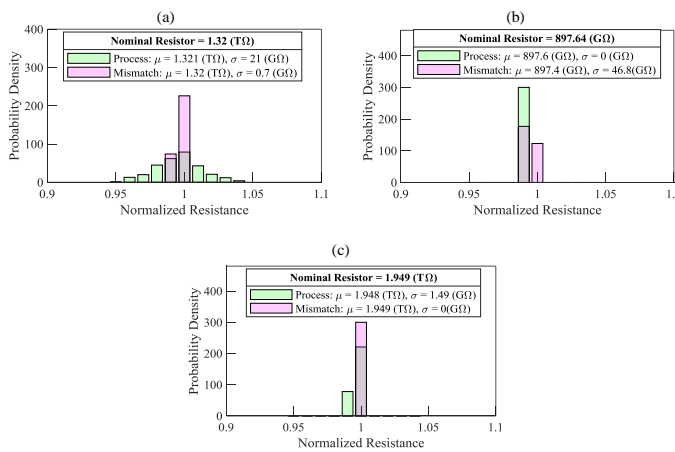 (a)
Nominal Resistor = 1.32 (TΩ)
Process: μ = 1.321 (TΩ), σ = 21 (GΩ)
Mismatch: μ = 1.32 (TΩ), σ = 0.7 (GΩ)
Probability Density
400
300
200
100
0
0.9
0.95
1
1.05
1.1
Normalized Resistance
(b)
Nominal Resistor = 897.64 (GΩ)
Process: μ = 897.6 (GΩ), σ = 0 (GΩ)
Mismatch: μ = 897.4 (GΩ), σ = 46.8(GΩ)
Probability Density
400
300
200
100
0
0.9
0.95
1
1.05
1.
Normalized Resistance
(c)
Nominal Resistor = 1.949 (TΩ)
Process: μ = 1.948 (TΩ), σ = 1.49 (GΩ)
Mismatch: μ = 1.949 (TΩ), σ = 0(GΩ)
Probability Density
400
300
200
100
0
0.9
0.95
1
1.05
1.1
Normalized Resistance